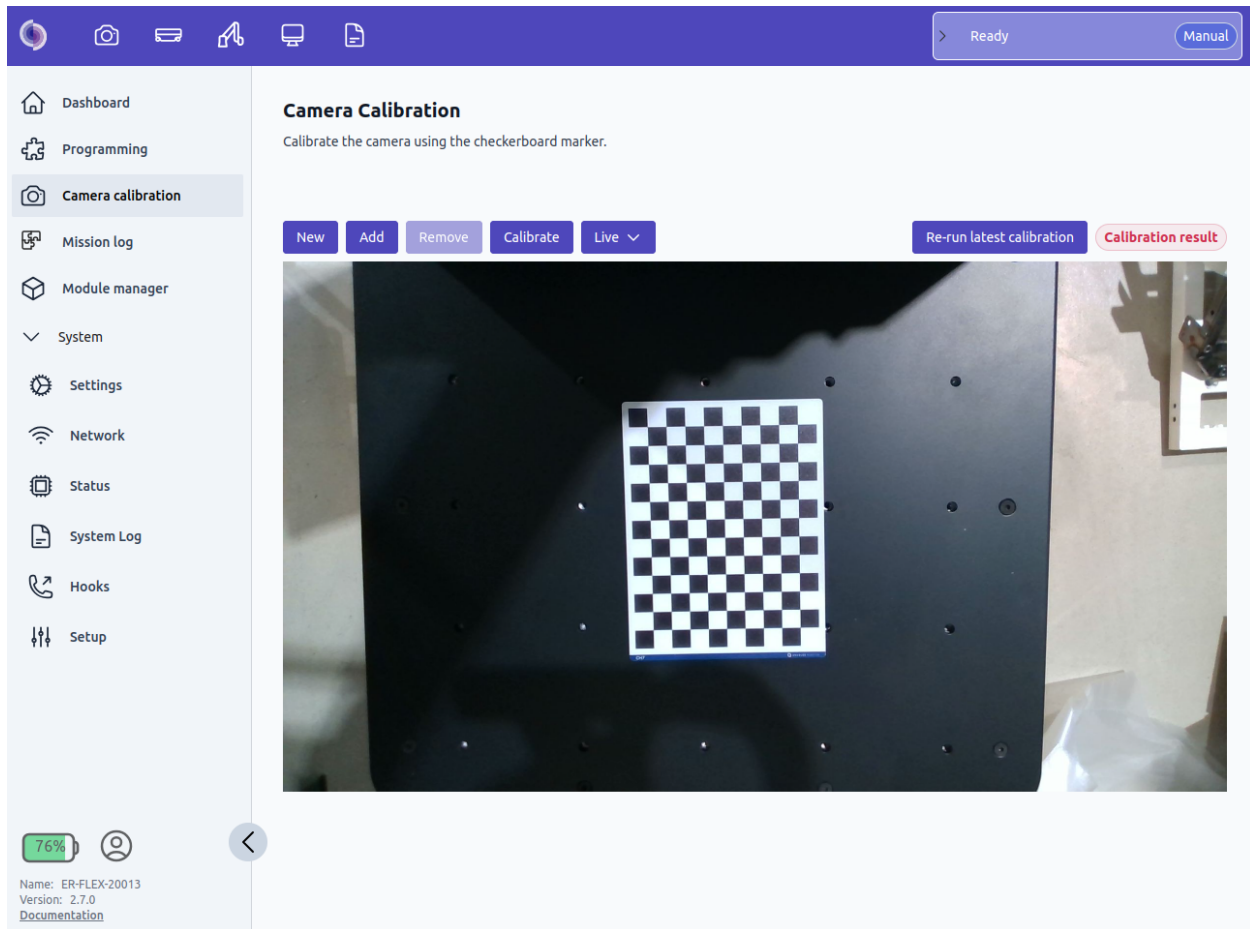 Ready
Manual
Dashboard
Programming
Camera calibration
Mission log
Module manager
System
Settings
Network
Status
System Log
Hooks
Setup
76%
Name: ER-FLEX-20013
Version: 2.7.0
Documentation
Camera Calibration
Calibrate the camera using the checkerboard marker.
New
Add
Remove
Calibrate
Live
Re-run latest calibration
Calibration result